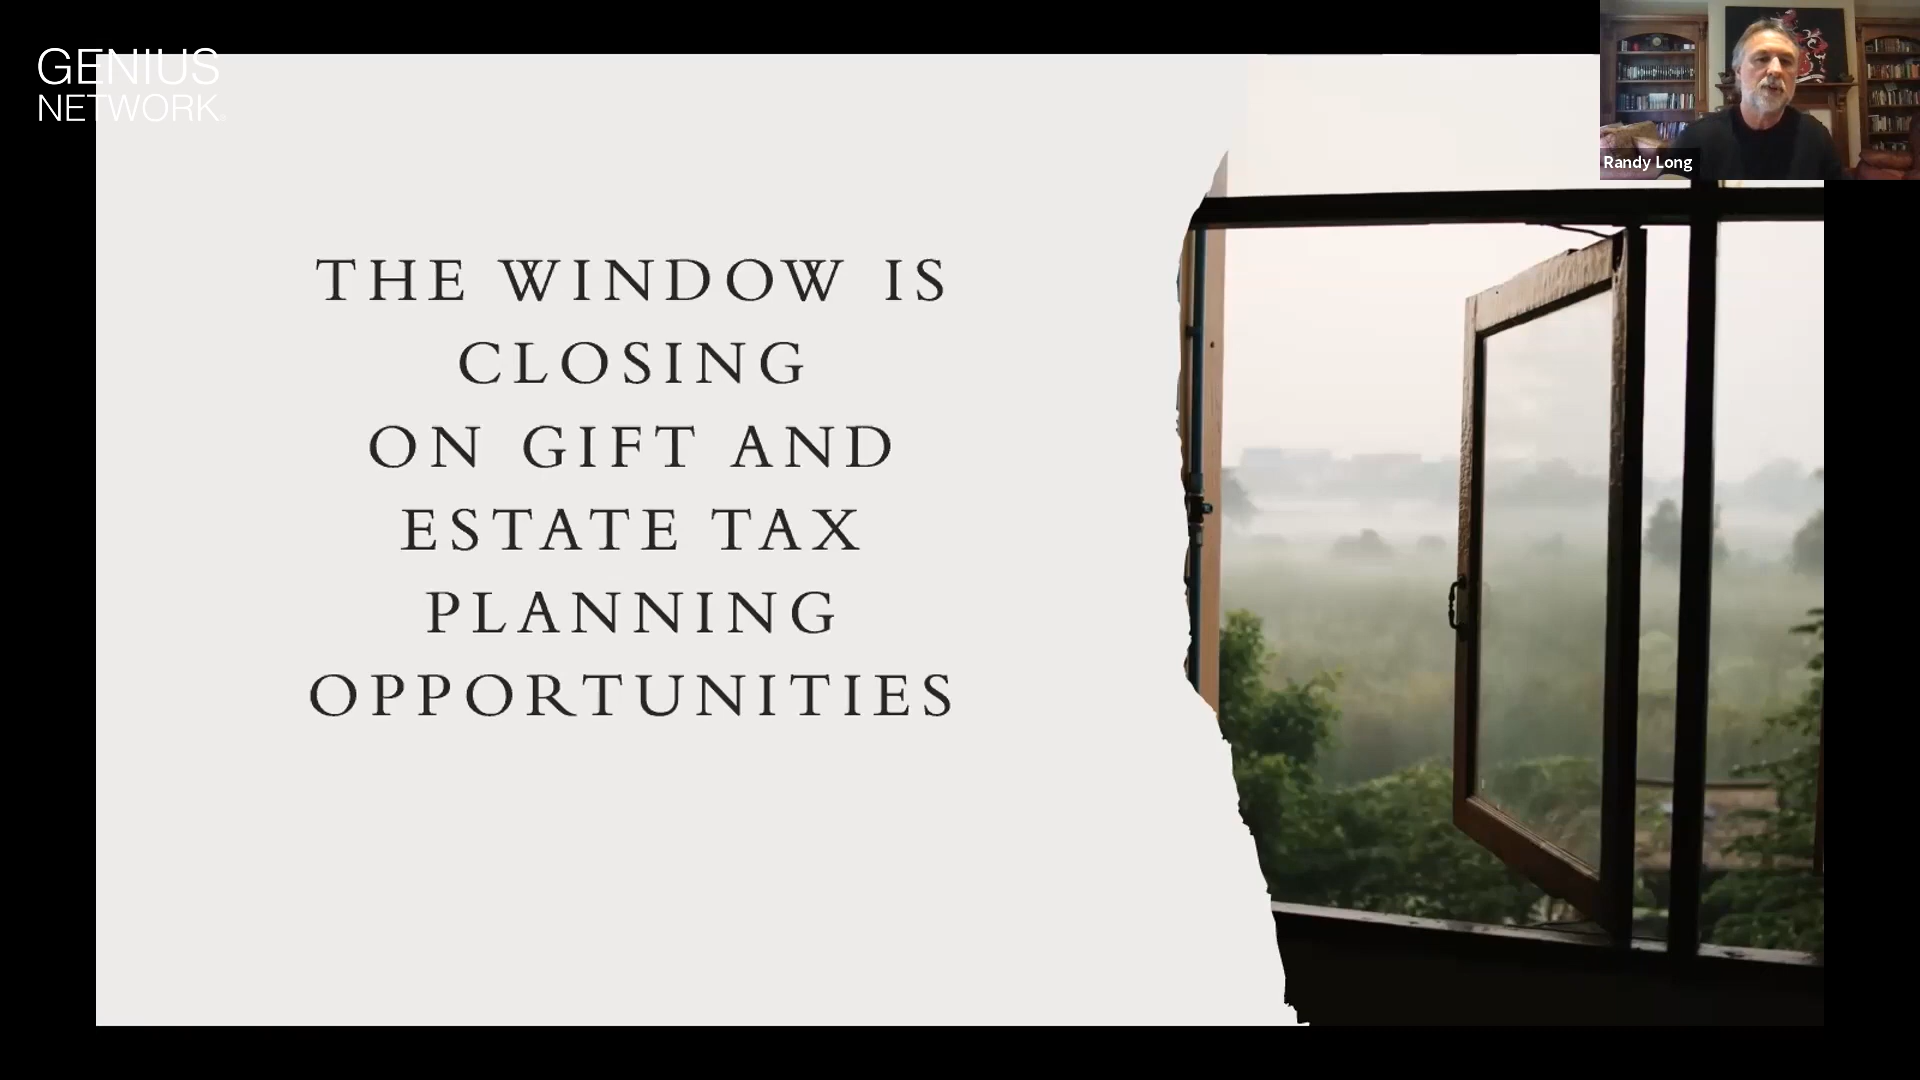 GENIUS
NETWORK
Randy Long
THE WINDOW IS
CLOSING
ON GIFT AND
ESTATE TAX
PLANNING
OPPORTUNITIES